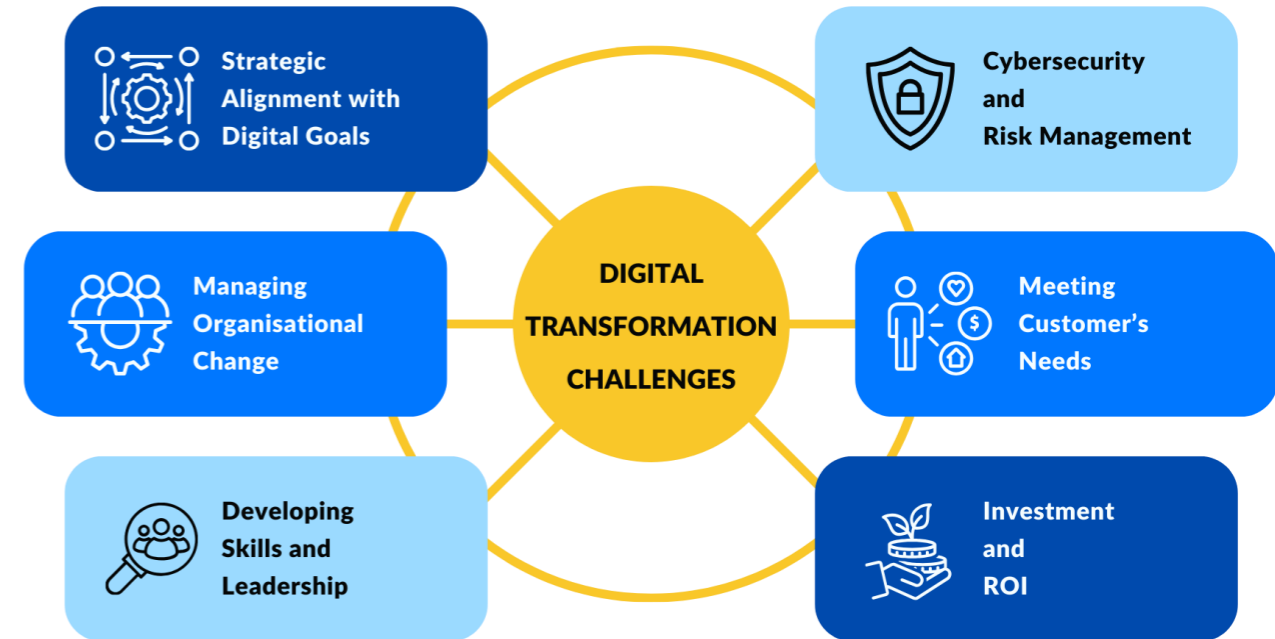 Strategic
Alignment with
Digital Goals
Cybersecurity
and
Risk Management
Managing
Organisational
Change
DIGITAL
TRANSFORMATION
CHALLENGES
Meeting
Customer’s
Needs
Developing
Skills and
Leadership
Investment
and
ROI
$